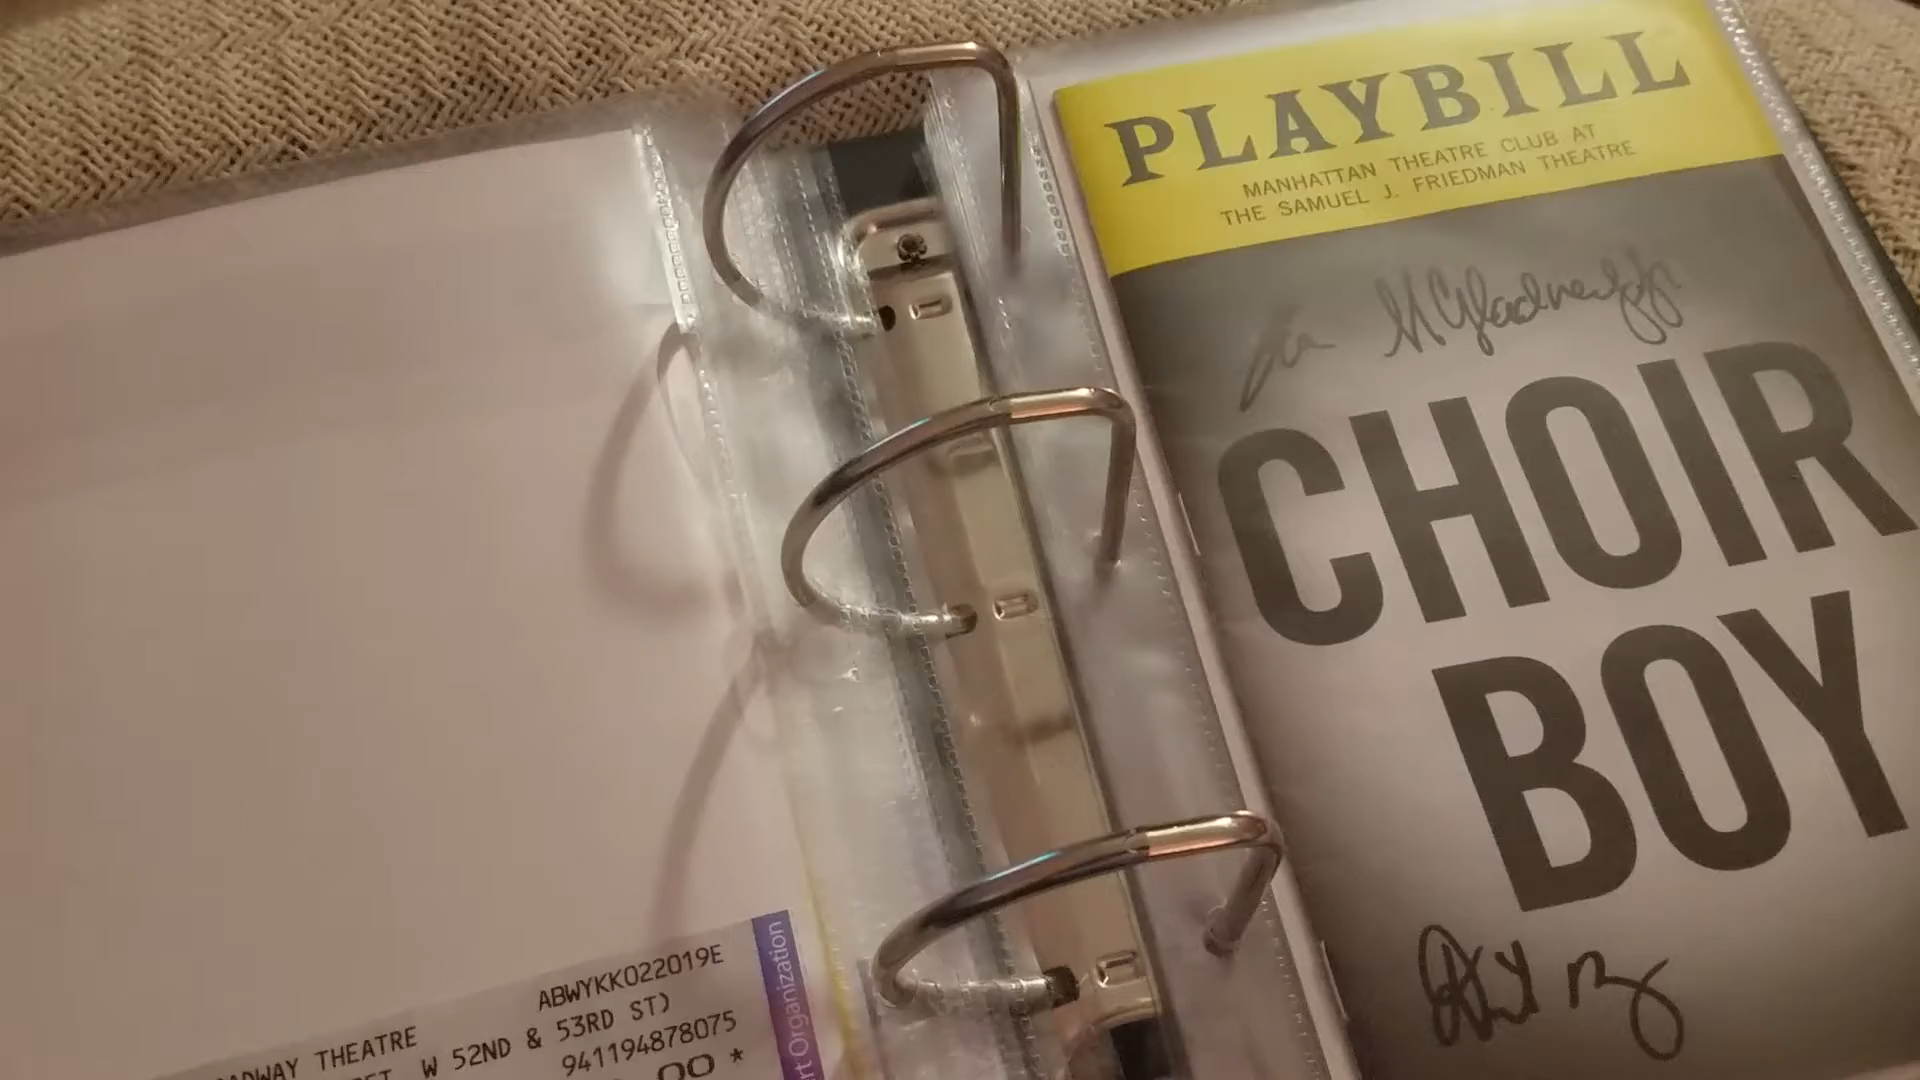 ABWYKK022019E
ADWAY THEATRE
W 52ND & 53RD ST)
941194878075
00 *
rt Organization
PLAYBILL
MANHATTAN THEATRE CLUB AT
THE SAMUEL J. FRIEDMAN THEATRE
CHOIR
BOY